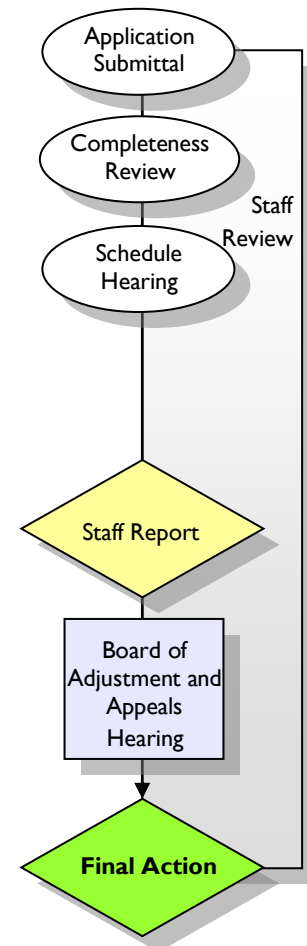 Application
Submittal
Completeness
Review
Staff
Review
Schedule
Hearing
Staff Report
Board of
Adjustment and
Appeals
Hearing
Final Action